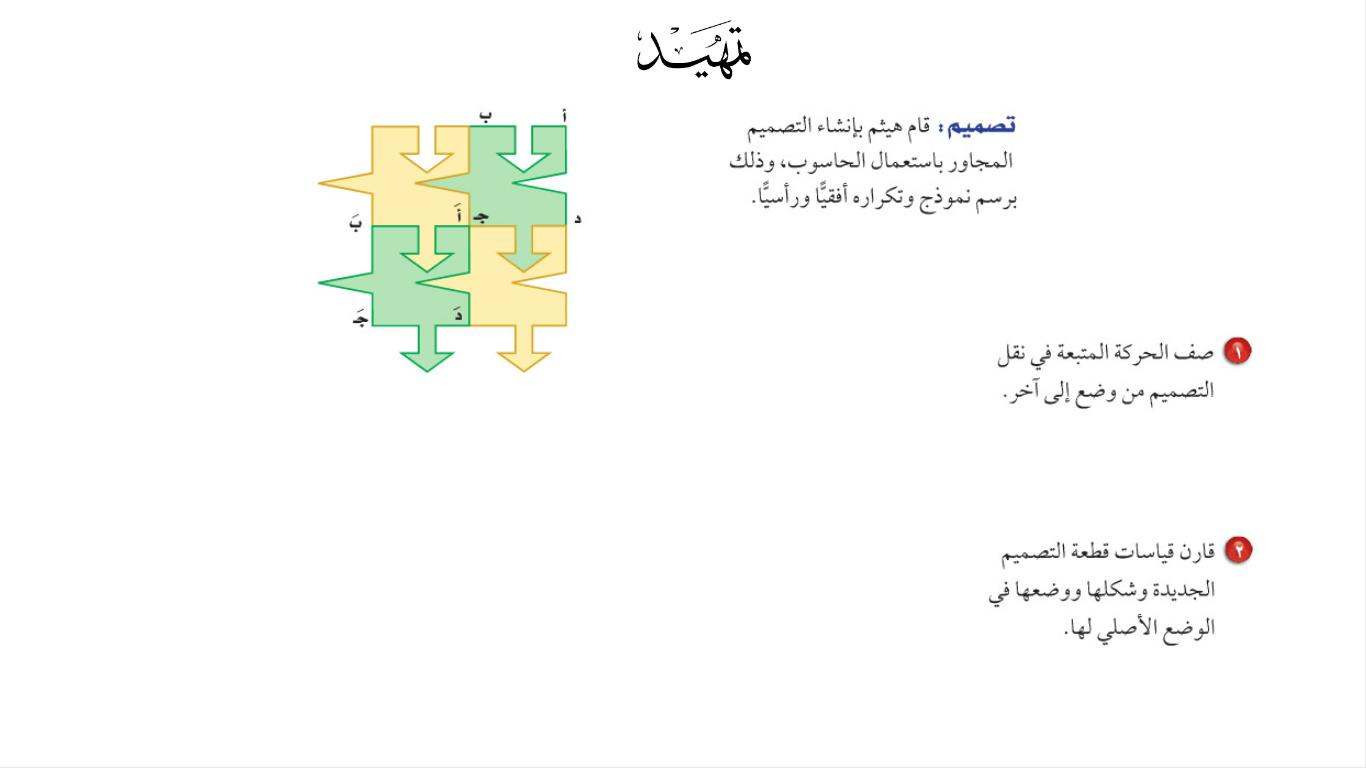 تمهيد
تصميم: قام هيثم بإنشاء التصميم
المجاور باستعمال الحاسوب، وذلك
برسم نموذج وتكراره أفقيًّا ورأسيًّا.
أ
ب
د
جـ
أَ
بَ
دَ
جـَ
١ صف الحركة المتبعة في نقل
التصميم من وضع إلى آخر.
٢ قارن قياسات قطعة التصميم
الجديدة وشكلها ووضعها في
الوضع الأصلي لها.